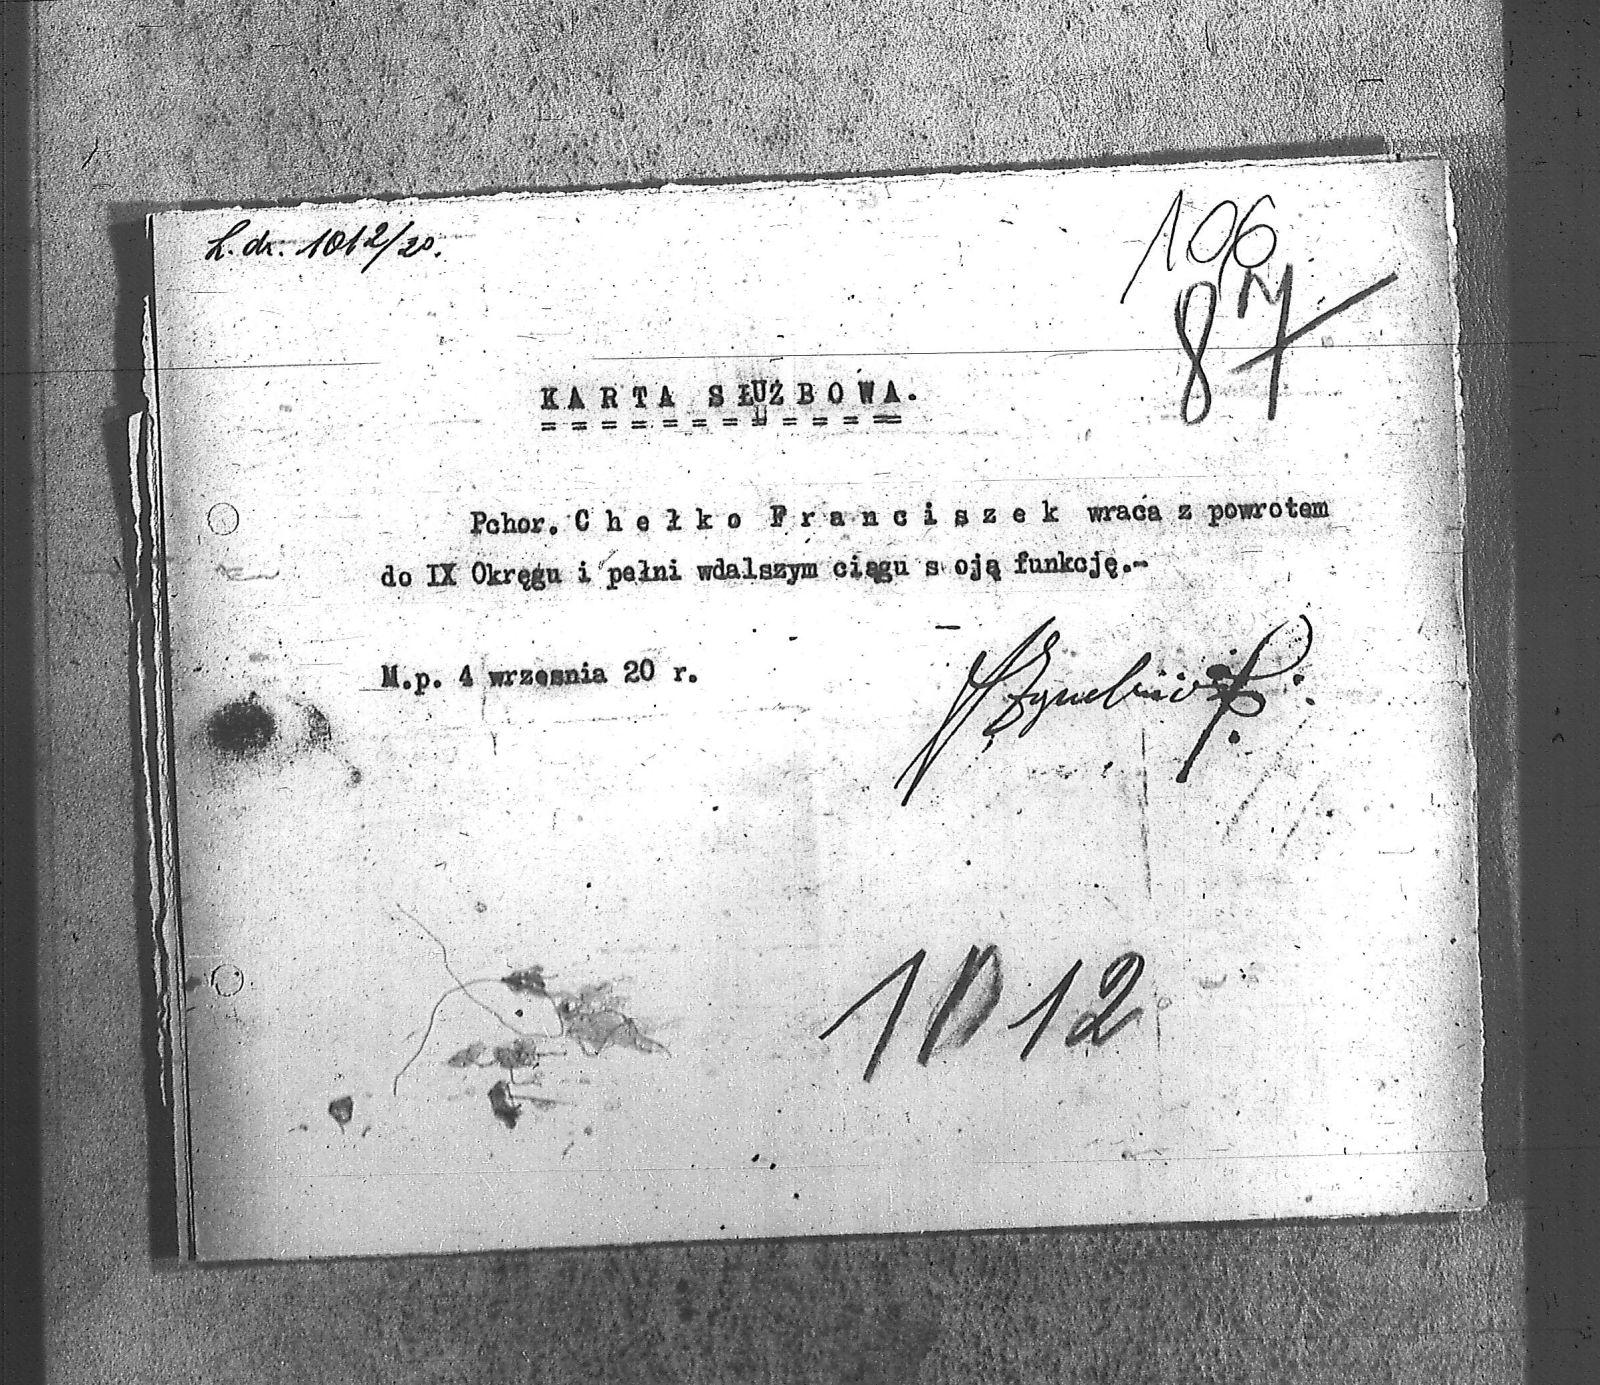 L.dz. 1012/20.
106
87
KARTA SŁUŻBOWA.
Pchor. Chełko Franciszek wraca z powrotem
do IX Okręgu i pełni wdalszym ciągu s oją funkcję.-
M.p. 4 wrzesnia 20 r.
1012